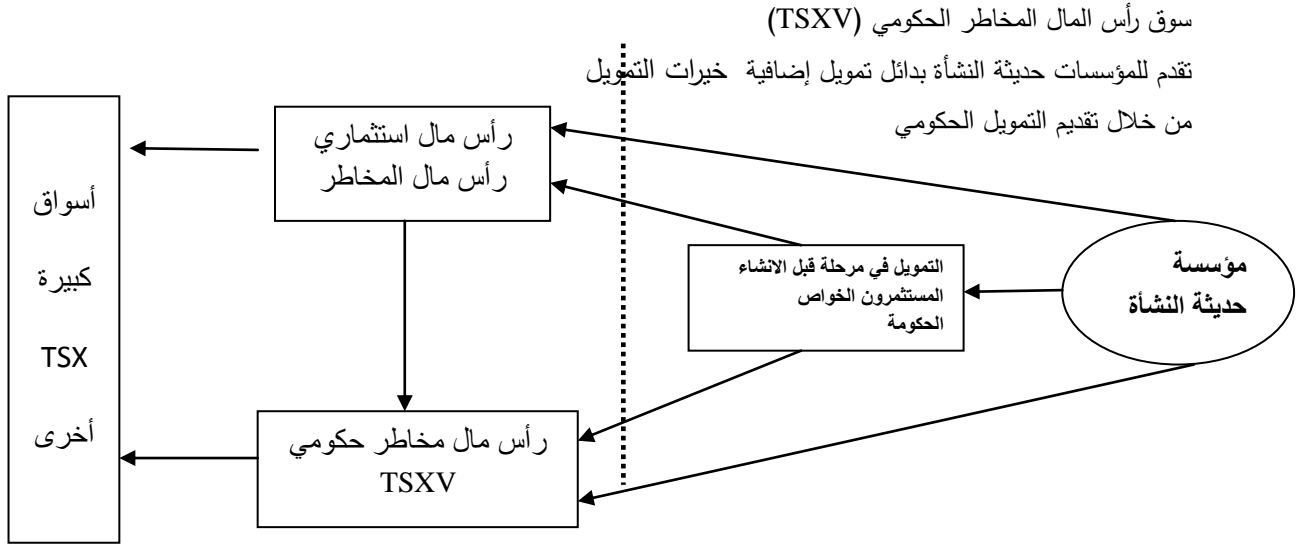 سوق رأس المال المخاطر الحكومي (TSXV)
تقدم للمؤسسات حديثة النشأة بدائل تمويل إضافية خيرات التمويل
من خلال تقديم التمويل الحكومي
مؤسسة
حديثة النشأة
التمويل في مرحلة قبل الانشاء
المستثمرون الخواص
الحكومة
رأس مال استثماري
رأس مال المخاطر
رأس مال مخاطر حكومي
TSXV
أسواق
كبيرة
TSX
أخرى